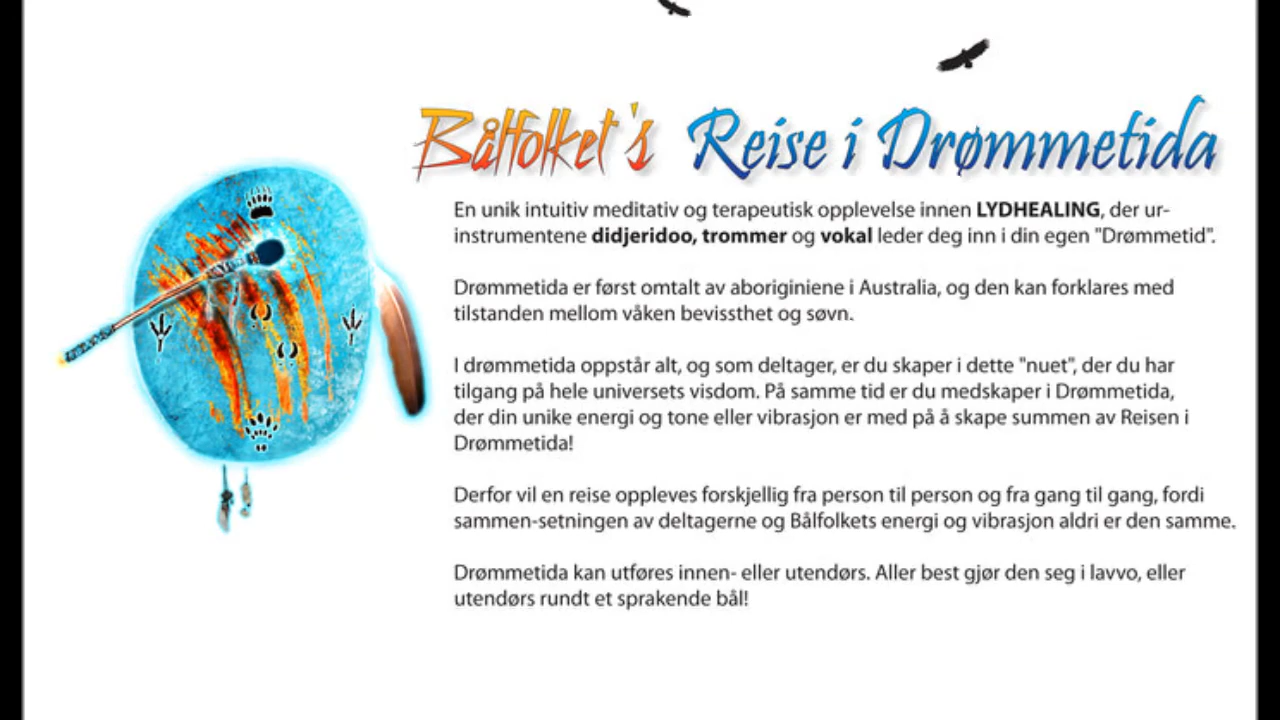 Bålfolket's Reise i Drømmetida
En unik intuitiv meditativ og terapeutisk opplevelse innen LYDHEALING, der ur-
instrumentene didjeridoo, trommer og vokal leder deg inn i din egen "Drømmetid".
Drømmetida er først omtalt av aboriginiene i Australia, og den kan forklares med
tilstanden mellom våken bevissthet og søvn.
I drømmetida oppstår alt, og som deltager, er du skaper i dette "nuet", der du har
tilgang på hele universets visdom. På samme tid er du medskaper i Drømmetida,
der din unike energi og tone eller vibrasjon er med på å skape summen av Reisen i
Drømmetida!
Derfor vil en reise oppleves forskjellig fra person til person og fra gang til gang, fordi
sammen-setningen av deltagerne og Bålfolkets energi og vibrasjon aldri er den samme.
Drømmetida kan utføres innen- eller utendørs. Aller best gjør den seg i lavvo, eller
utendørs rundt et sprakende bål!